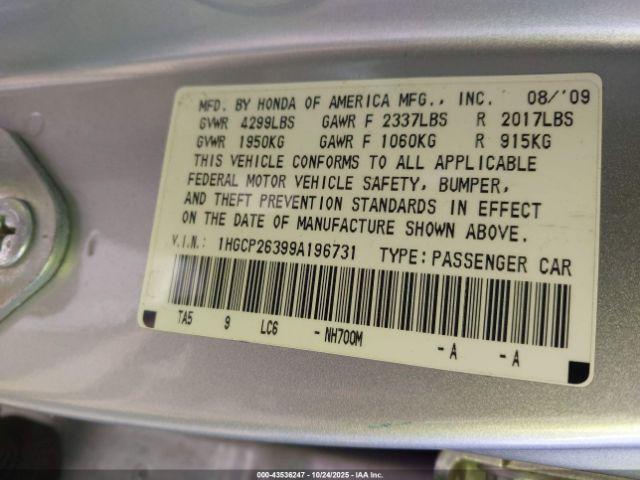 MFD. BY HONDA OF AMERICA MFG., INC. 08/'09
GVWR 4299LBS GAWR F 2337LBS R 2017LBS
GVWR 1950KG GAWR F 1060KG R 915KG
THIS VEHICLE CONFORMS TO ALL APPLICABLE
FEDERAL MOTOR VEHICLE SAFETY, BUMPER,
AND THEFT PREVENTION STANDARDS IN EFFECT
ON THE DATE OF MANUFACTURE SHOWN ABOVE.
V.I.N. 1HGCP26399A196731 TYPE: PASSENGER CAR
TA5 9 LC6 -NH700M -A -A
000-43536247 - 10/24/2025 - IAA Inc.